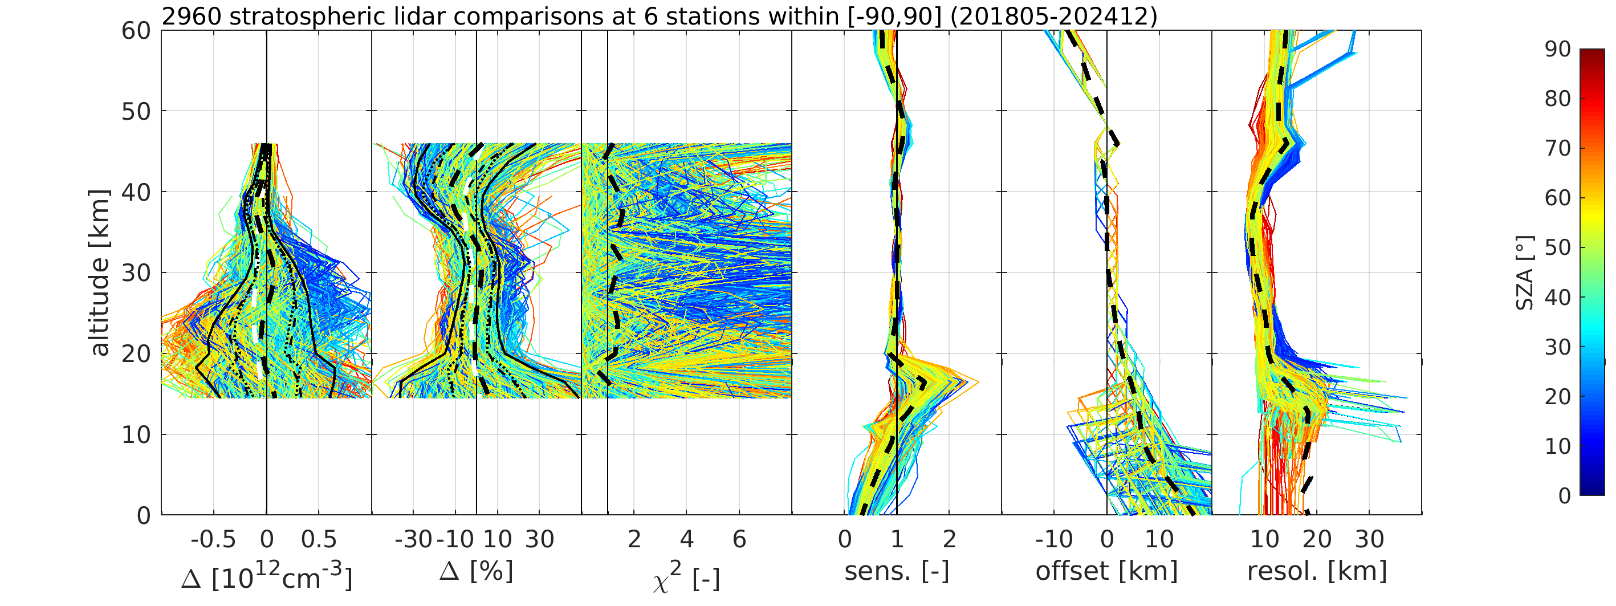 2960 stratospheric lidar comparisons at 6 stations within [-90,90] (201805-202412)
altitude [km]
60
50
40
30
20
10
0
-0.5 0 0.5
Δ [10¹²cm⁻³]
-30 -10 10 30
Δ [%]
2 4 6
χ² [-]
0 1 2
sens. [-]
-10 0 10
offset [km]
10 20 30
resol. [km]
SZA [°]
90
80
70
60
50
40
30
20
10
0